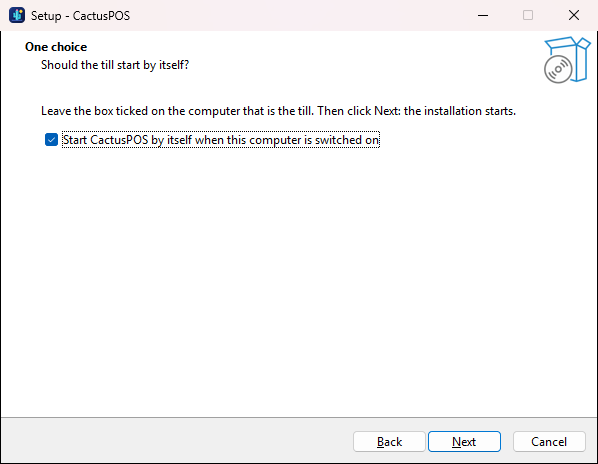 Setup - CactusPOS
One choice
Should the till start by itself?
Leave the box ticked on the computer that is the till. Then click Next: the installation starts.
Start CactusPOS by itself when this computer is switched on
Back
Next
Cancel